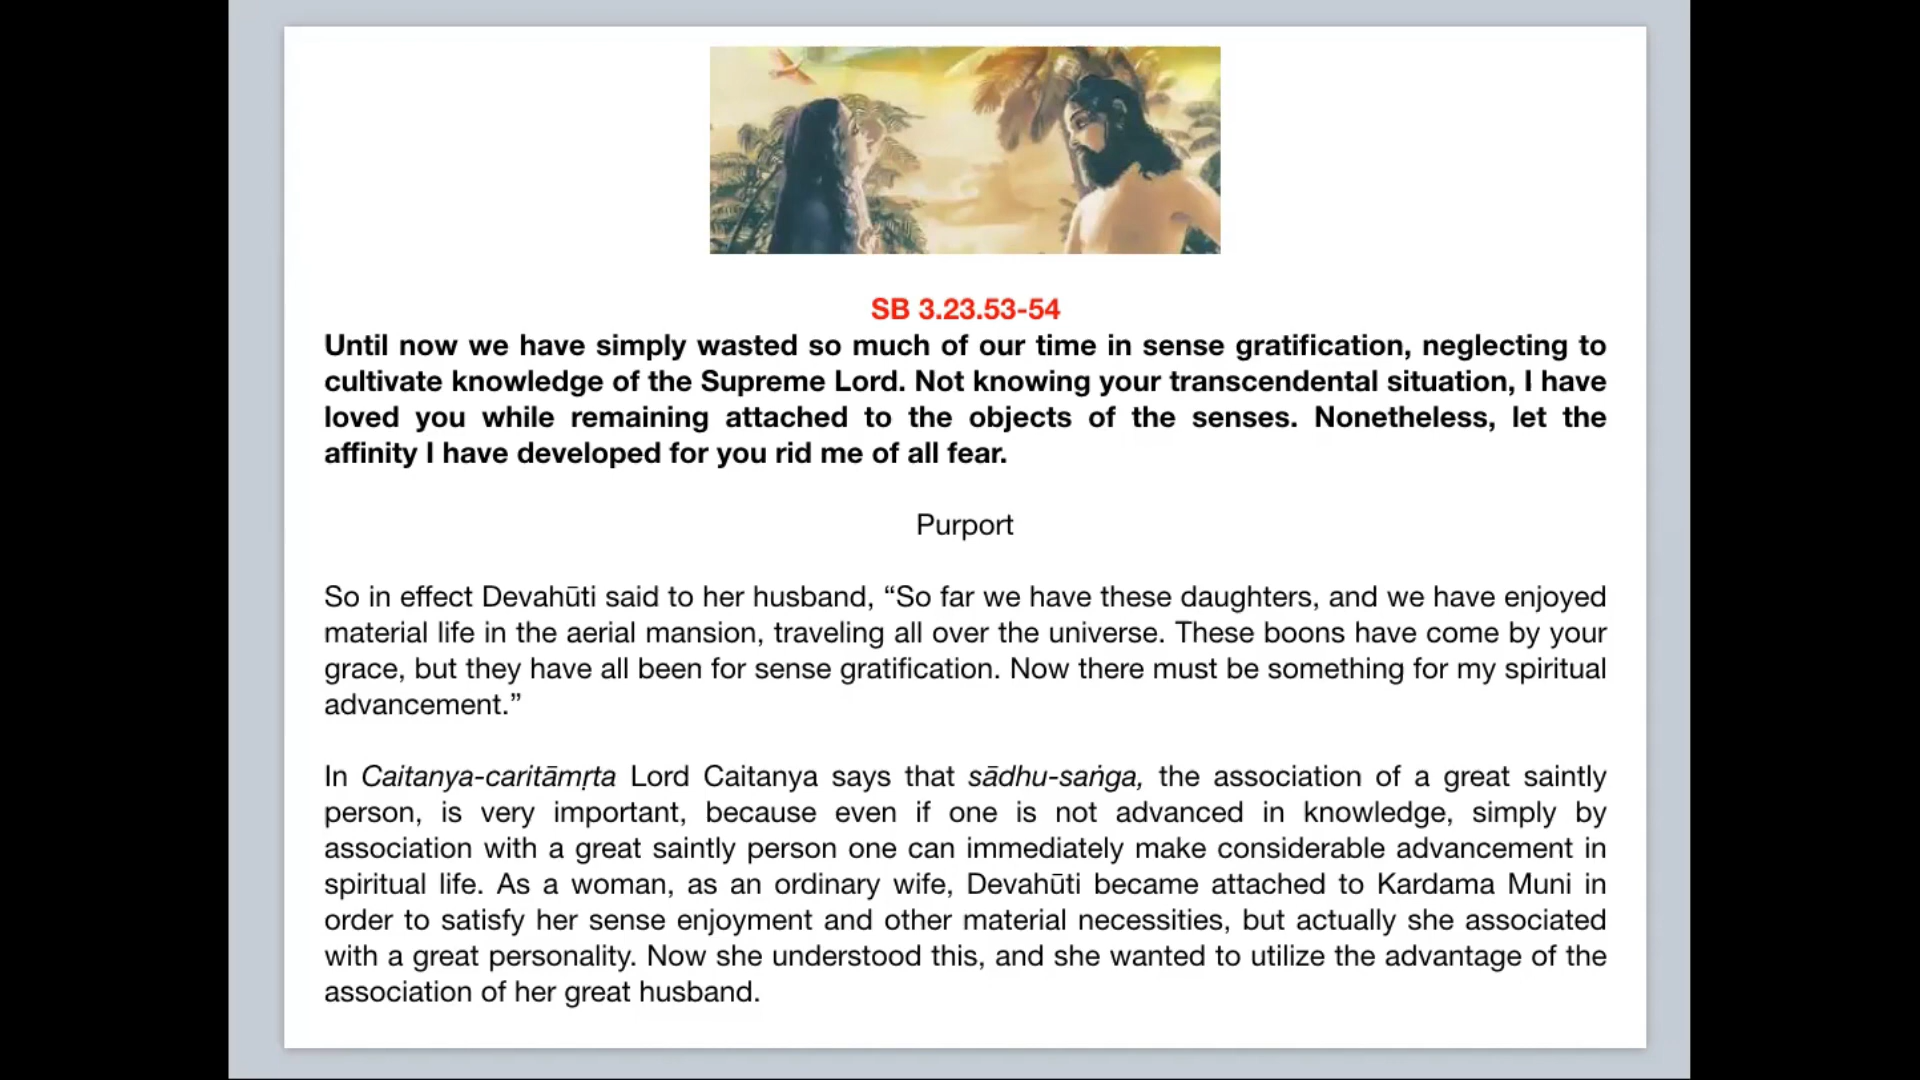 SB 3.23.53-54
Until now we have simply wasted so much of our time in sense gratification, neglecting to
cultivate knowledge of the Supreme Lord. Not knowing your transcendental situation, I have
loved you while remaining attached to the objects of the senses. Nonetheless, let the
affinity I have developed for you rid me of all fear.
Purport
So in effect Devahūti said to her husband, “So far we have these daughters, and we have enjoyed
material life in the aerial mansion, traveling all over the universe. These boons have come by your
grace, but they have all been for sense gratification. Now there must be something for my spiritual
advancement.”
In Caitanya-caritāmṛta Lord Caitanya says that sādhu-saṅga, the association of a great saintly
person, is very important, because even if one is not advanced in knowledge, simply by
association with a great saintly person one can immediately make considerable advancement in
spiritual life. As a woman, as an ordinary wife, Devahūti became attached to Kardama Muni in
order to satisfy her sense enjoyment and other material necessities, but actually she associated
with a great personality. Now she understood this, and she wanted to utilize the advantage of the
association of her great husband.